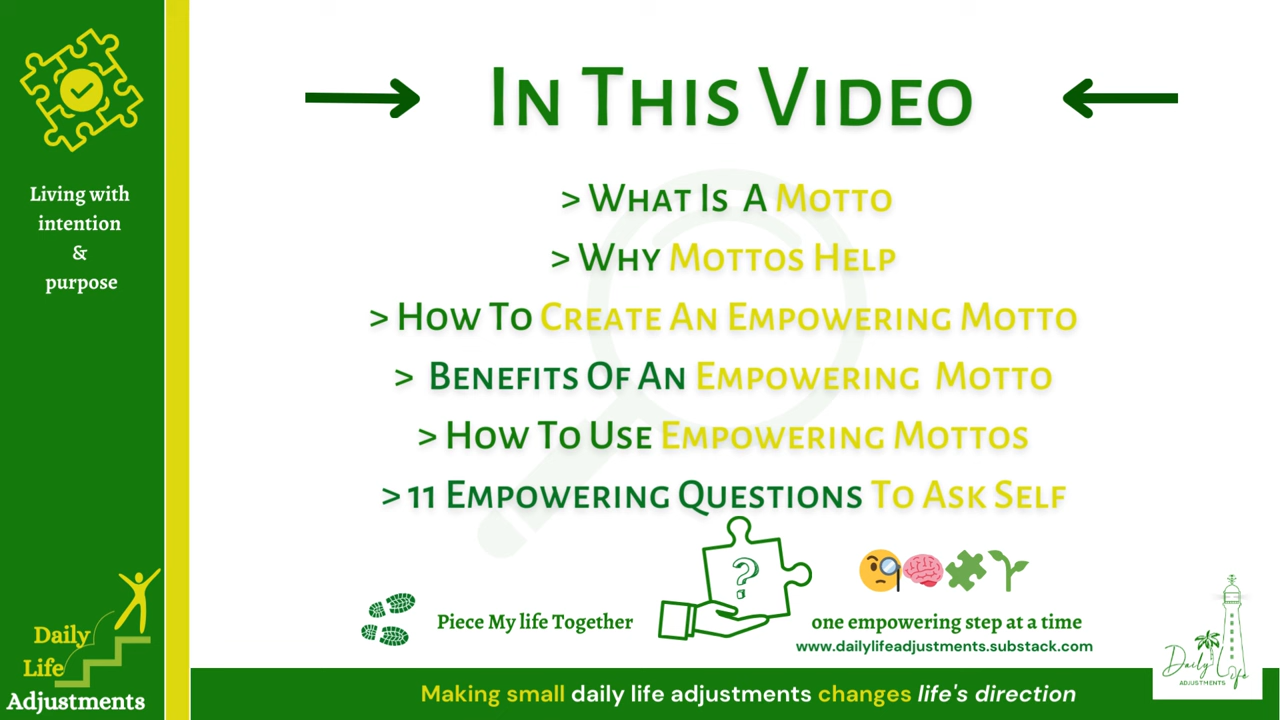 In This Video
> What Is A Motto
> Why Mottos Help
> How To Create An Empowering Motto
> Benefits Of An Empowering Motto
> How To Use Empowering Mottos
> 11 Empowering Questions To Ask Self
Living with
intention
&
purpose
?
Piece My life Together
one empowering step at a time
www.dailylifeadjustments.substack.com
Daily
Life
Adjustments
Making small daily life adjustments changes life's direction
Daily Life
ADJUSTMENTS